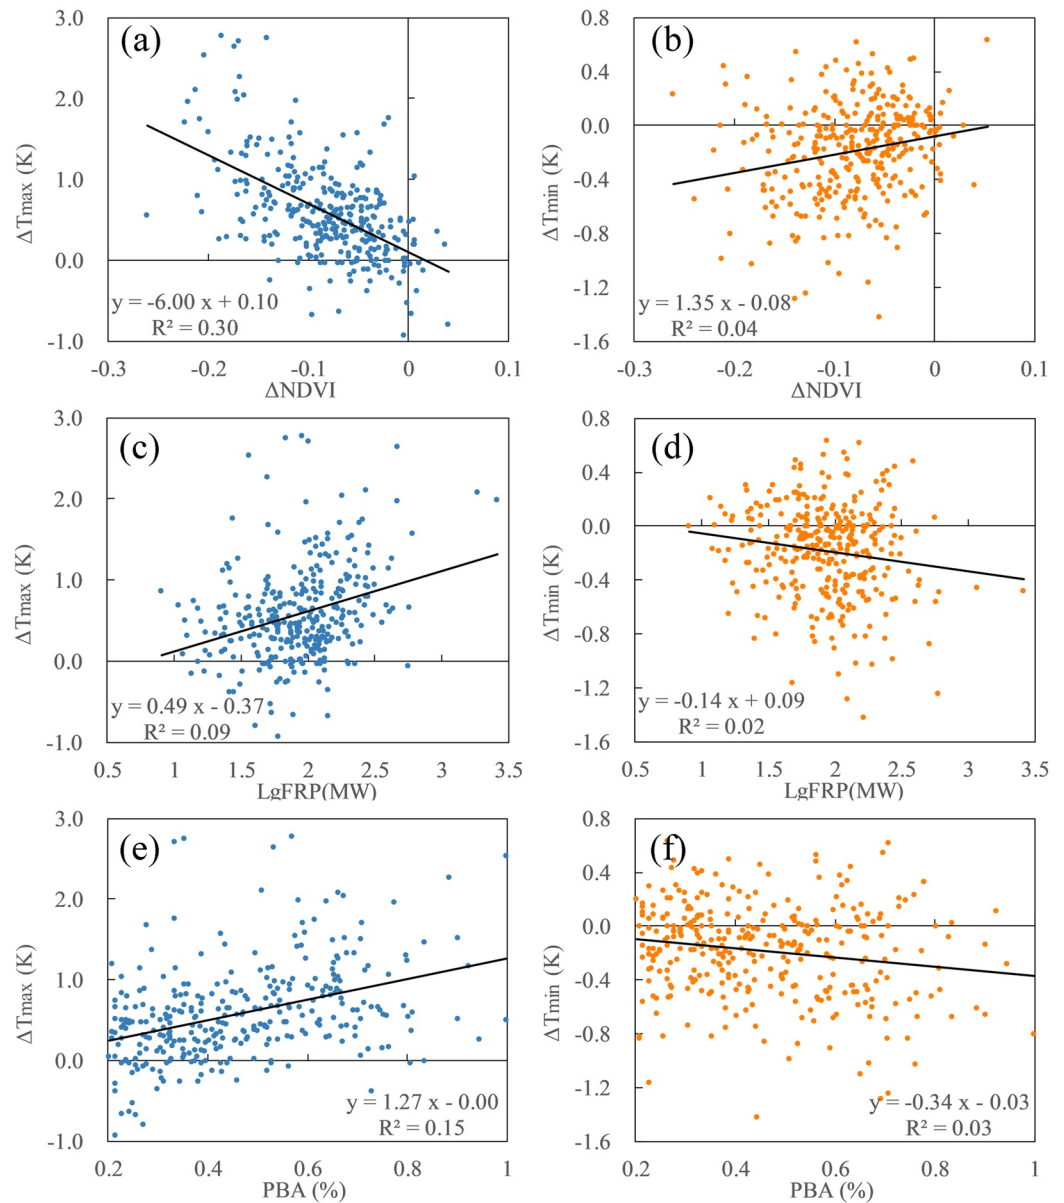 (a)
3.0
2.0
1.0
0.0
-1.0
ΔTmax (K)
y = -6.00 x + 0.10
R² = 0.30
-0.3 -0.2 -0.1 0 0.1
ΔNDVI
(b)
0.8
0.4
0.0
-0.4
-0.8
-1.2
-1.6
ΔTmin (K)
y = 1.35 x - 0.08
R² = 0.04
-0.3 -0.2 -0.1 0 0.1
ΔNDVI
(c)
3.0
2.0
1.0
0.0
-1.0
ΔTmax (K)
y = 0.49 x - 0.37
R² = 0.09
0.5 1 1.5 2 2.5 3 3.5
LgFRP(MW)
(d)
0.8
0.4
0.0
-0.4
-0.8
-1.2
-1.6
ΔTmin (K)
y = -0.14 x + 0.09
R² = 0.02
0.5 1 1.5 2 2.5 3 3.5
LgFRP(MW)
(e)
3.0
2.0
1.0
0.0
-1.0
ΔTmax (K)
y = 1.27 x - 0.00
R² = 0.15
0.2 0.4 0.6 0.8 1
PBA (%)
(f)
0.8
0.4
0.0
-0.4
-0.8
-1.2
-1.6
ΔTmin (K)
y = -0.34 x - 0.03
R² = 0.03
0.2 0.4 0.6 0.8 1
PBA (%)